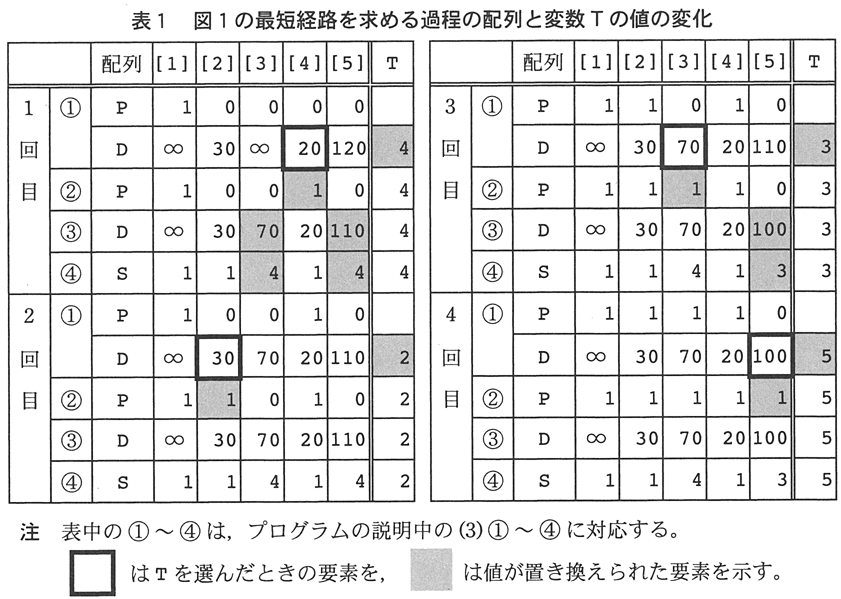 表1 図1の最短経路を求める過程の配列と変数Tの値の変化
配列 [1] [2] [3] [4] [5] T
1回目 ① P 1 0 0 0 0
D ∞ 30 ∞ 20 120 4
② P 1 0 0 1 0 4
③ D ∞ 30 70 20 110 4
④ S 1 1 4 1 4 4
2回目 ① P 1 0 0 1 0
D ∞ 30 70 20 110 2
② P 1 1 0 1 0 2
③ D ∞ 30 70 20 110 2
④ S 1 1 4 1 4 2
配列 [1] [2] [3] [4] [5] T
3回目 ① P 1 1 0 1 0
D ∞ 30 70 20 110 3
② P 1 1 1 1 0 3
③ D ∞ 30 70 20 100 3
④ S 1 1 4 1 3 3
4回目 ① P 1 1 1 1 0
D ∞ 30 70 20 100 5
② P 1 1 1 1 1 5
③ D ∞ 30 70 20 100 5
④ S 1 1 4 1 3 5
注 表中の①～④は，プログラムの説明中の(3)①～④に対応する。
はTを選んだときの要素を， は値が置き換えられた要素を示す。